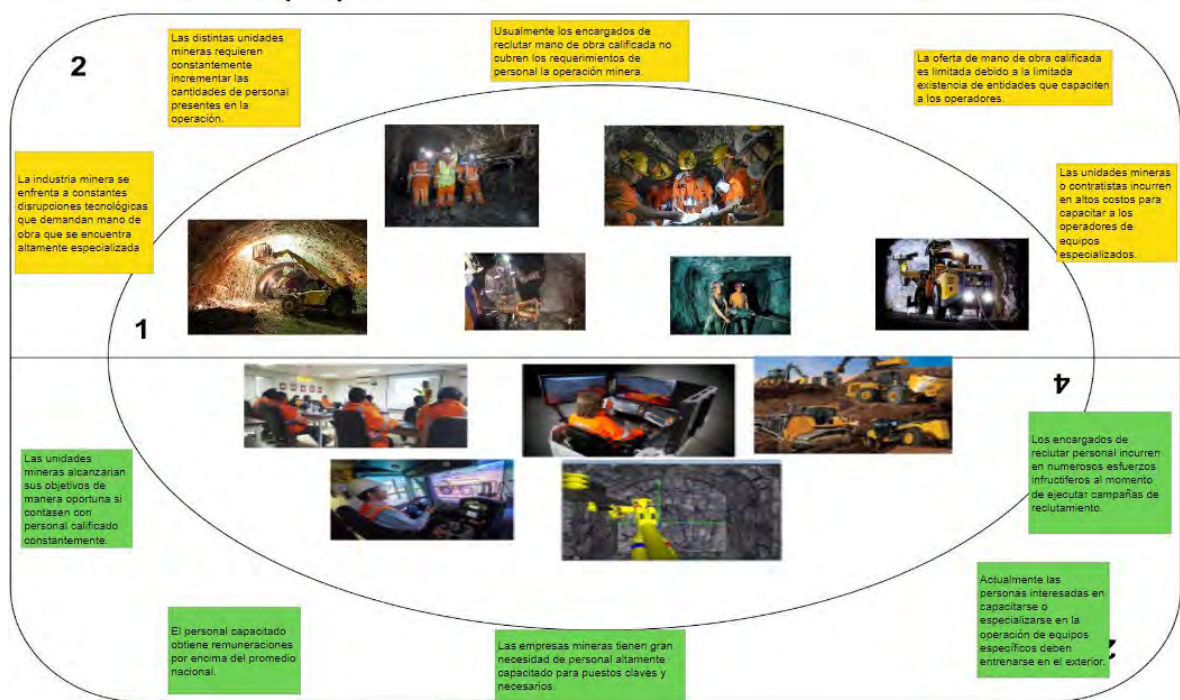 2
Las distintas unidades
mineras requieren
constantemente
incrementar las
cantidades de personal
presentes en la
operación.
Usualmente los encargados de
reclutar mano de obra calificada no
cubren los requerimientos de
personal la operación minera.
La oferta de mano de obra calificada
es limitada debido a la limitada
existencia de entidades que capaciten
a los operadores.
La industria minera se
enfrenta a constantes
disrupciones tecnológicas
que demandan mano de
obra que se encuentra
altamente especializada
Las unidades mineras
o contratistas incurren
en altos costos para
capacitar a los
operadores de
equipos
especializados.
1
4
Las unidades
mineras alcanzarían
sus objetivos de
manera oportuna si
contasen con
personal calificado
constantemente.
Los encargados de
reclutar personal incurren
en numerosos esfuerzos
infructíferos al momento
de ejecutar campañas de
reclutamiento.
El personal capacitado
obtiene remuneraciones
por encima del promedio
nacional.
Las empresas mineras tienen gran
necesidad de personal altamente
capacitado para puestos claves y
necesarios.
Actualmente las
personas interesadas en
capacitarse o
especializarse en la
operación de equipos
específicos deben
entrenarse en el exterior.